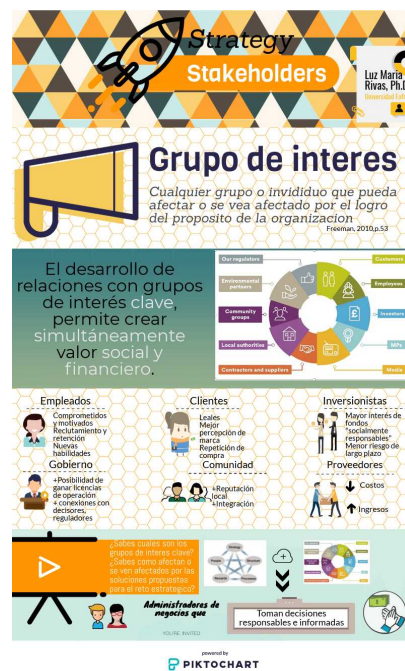 Strategy
Stakeholders
Luz Maria
Rivas, Ph.D
Grupo de interes
Cualquier grupo o invididuo que pueda
afectar o se vea afectado por el logro
del proposito de la organizacion
Freeman, 2010,p.53
El desarrollo de
relaciones con grupos
de interés clave,
permite crear
simultáneamente
valor social y
financiero.
Our regulators
Customers
Environmental
partners
Employees
Community
groups
Investors
Local authorities
MPs
Contractors and suppliers
Media
Empleados
Comprometidos
y motivados
Reclutamiento y
retención
Nuevas
habilidades
Clientes
Leales
Mejor
percepción de
marca
Repetición de
compra
Inversionistas
Mayor interés de
fondos
"socialmente
responsables"
Menor riesgo de
largo plazo
Gobierno
+Posibilidad de
ganar licencias
de operación
+ conexiones con
decisores,
reguladores
Comunidad
+Reputación
local
+Integración
Proveedores
Costos
Ingresos
¿Sabes cuales son los
grupos de interes clave?
¿Sabes como afectan o
se ven afectados por las
soluciones propuestas
para el reto estrategico?
Administradores de
negocios que
Toman decisiones
responsables e informadas
YOU'RE INVITED
powered by
PIKTOCHART